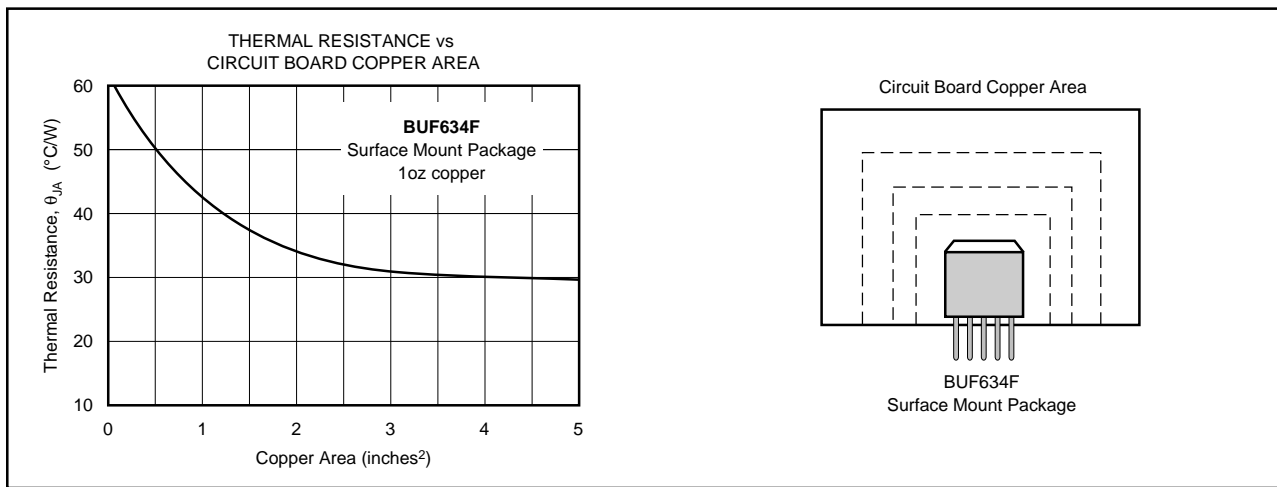 THERMAL RESISTANCE vs
CIRCUIT BOARD COPPER AREA
60
50
40
30
20
10
Thermal Resistance, θJA (°C/W)
BUF634F
Surface Mount Package
1oz copper
0 1 2 3 4 5
Copper Area (inches²)
Circuit Board Copper Area
BUF634F
Surface Mount Package